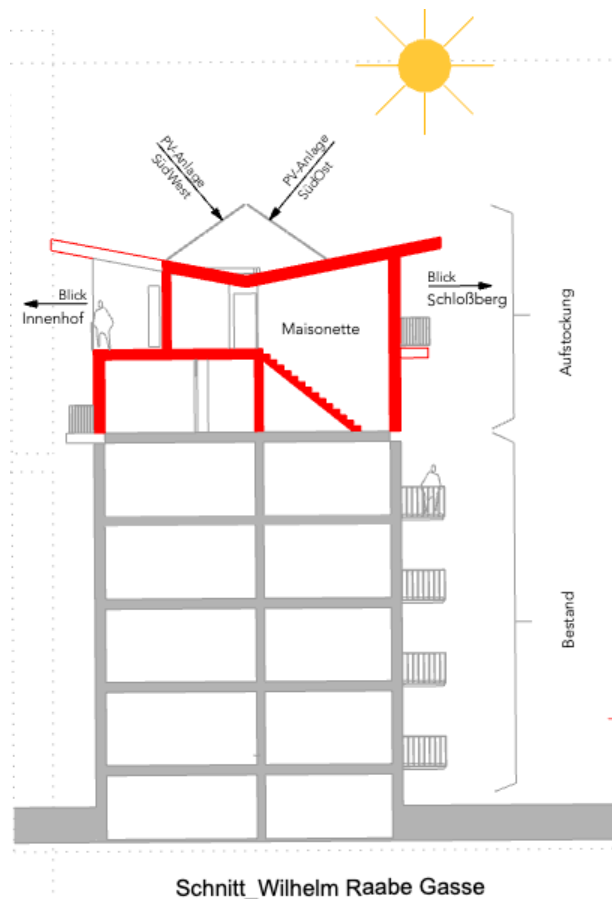 PV-Anlage
SüdWest
PV-Anlage
SüdOst
Blick
Innenhof
Blick
Schloßberg
Maisonette
Aufstockung
Bestand
Schnitt_Wilhelm Raabe Gasse